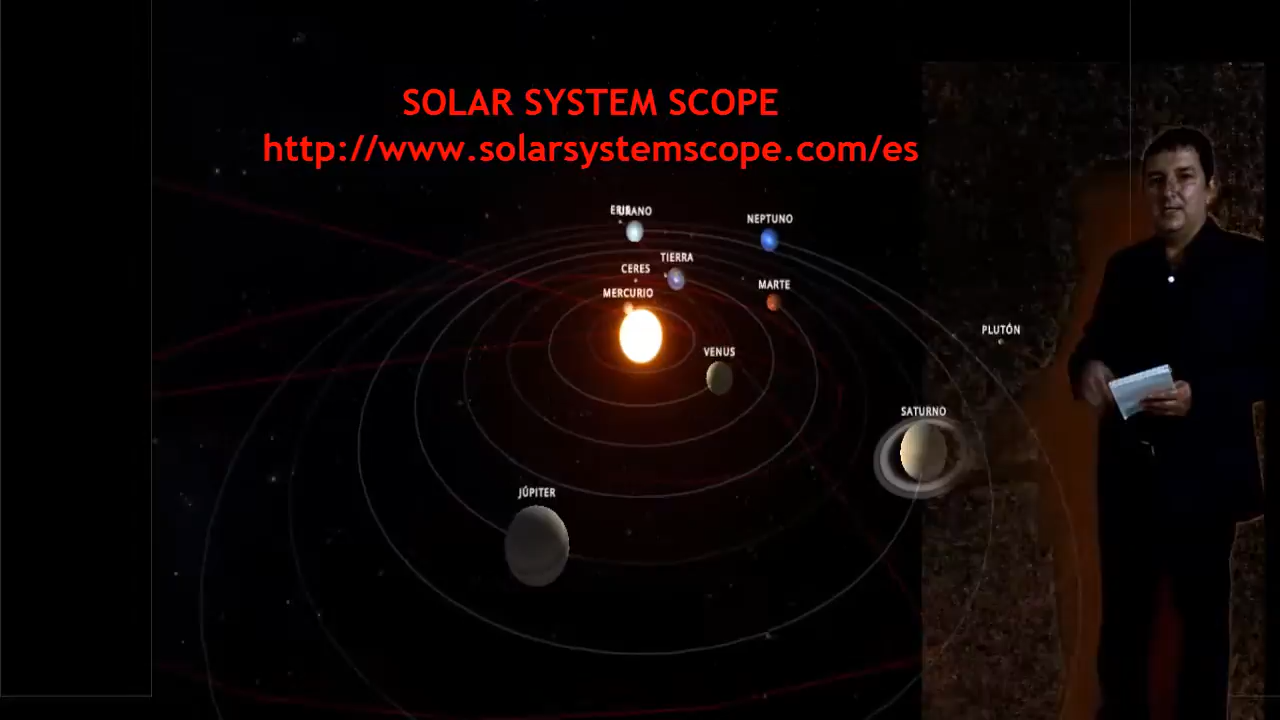 SOLAR SYSTEM SCOPE
http://www.solarsystemscope.com/es
URANO
NEPTUNO
TIERRA
CERES
MARTE
MERCURIO
PLUTÓN
VENUS
SATURNO
JÚPITER